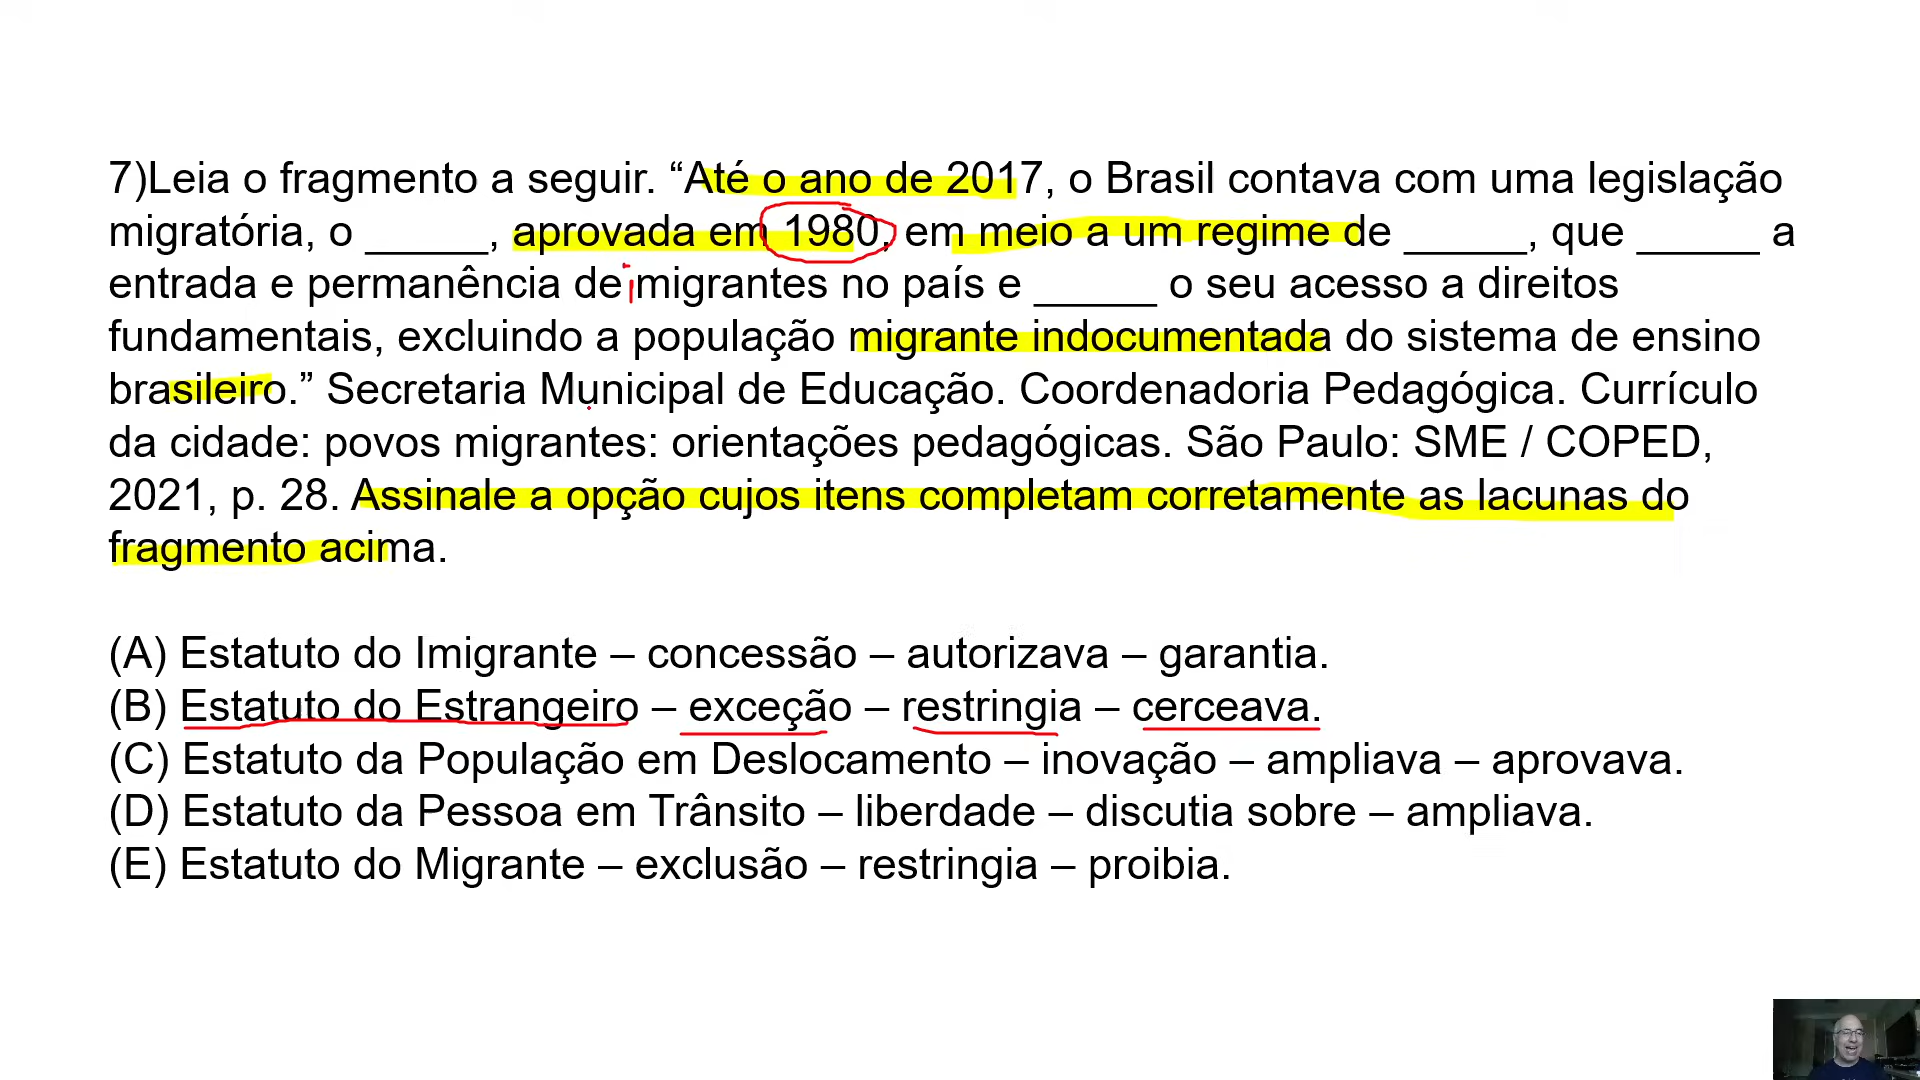 7)Leia o fragmento a seguir. “Até o ano de 2017, o Brasil contava com uma legislação
migratória, o _____, aprovada em 1980, em meio a um regime de _____, que _____ a
entrada e permanência de migrantes no país e _____ o seu acesso a direitos
fundamentais, excluindo a população migrante indocumentada do sistema de ensino
brasileiro.” Secretaria Municipal de Educação. Coordenadoria Pedagógica. Currículo
da cidade: povos migrantes: orientações pedagógicas. São Paulo: SME / COPED,
2021, p. 28. Assinale a opção cujos itens completam corretamente as lacunas do
fragmento acima.
(A) Estatuto do Imigrante – concessão – autorizava – garantia.
(B) Estatuto do Estrangeiro – exceção – restringia – cerceava.
(C) Estatuto da População em Deslocamento – inovação – ampliava – aprovava.
(D) Estatuto da Pessoa em Trânsito – liberdade – discutia sobre – ampliava.
(E) Estatuto do Migrante – exclusão – restringia – proibia.